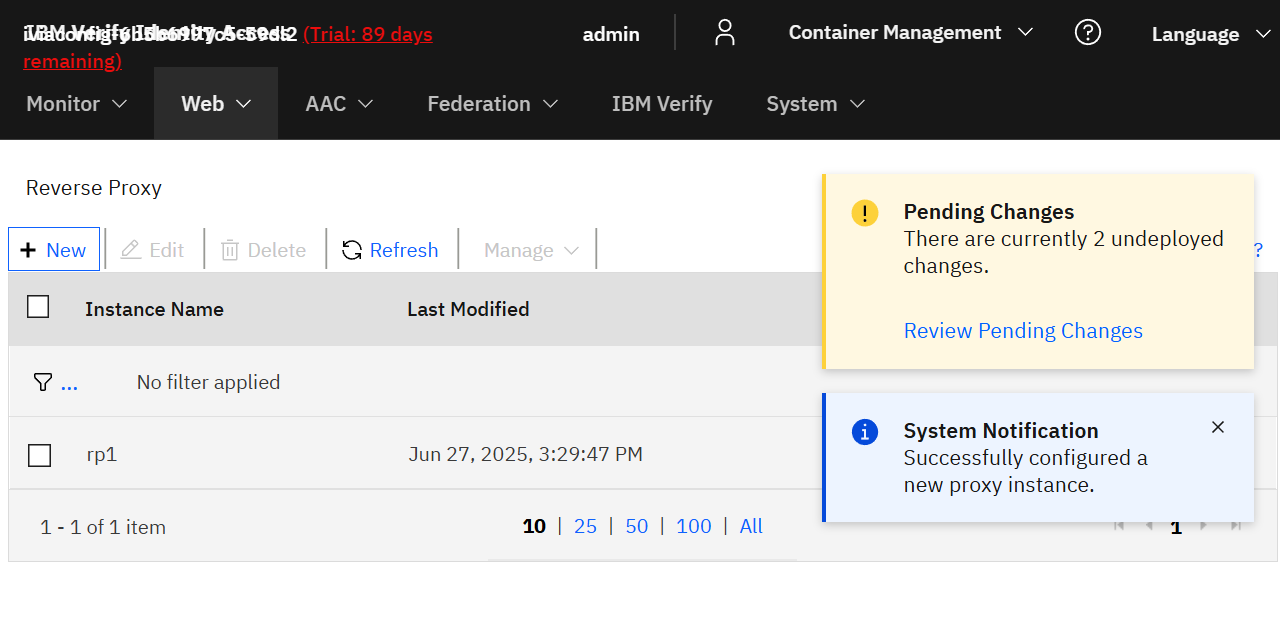 IBM Verify Identity Access
(Trial: 89 days
remaining)
admin
Container Management
Language
Monitor
Web
AAC
Federation
IBM Verify
System
Reverse Proxy
New
Edit
Delete
Refresh
Manage
?
Instance Name
Last Modified
...
No filter applied
rp1
Jun 27, 2025, 3:29:47 PM
1 - 1 of 1 item
10 | 25 | 50 | 100 | All
1
Pending Changes
There are currently 2 undeployed
changes.
Review Pending Changes
System Notification
Successfully configured a
new proxy instance.